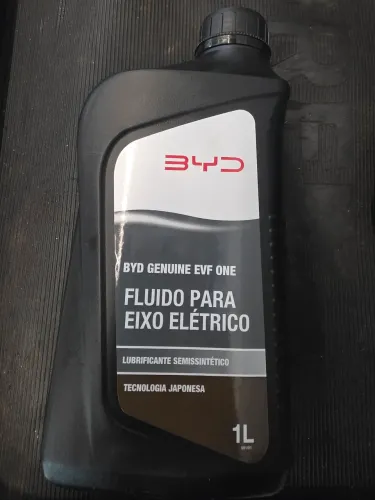 BYD
BYD GENUINE EVF ONE
FLUIDO PARA
EIXO ELÉTRICO
LUBRIFICANTE SEMISSINTÉTICO
TECNOLOGIA JAPONESA
1L